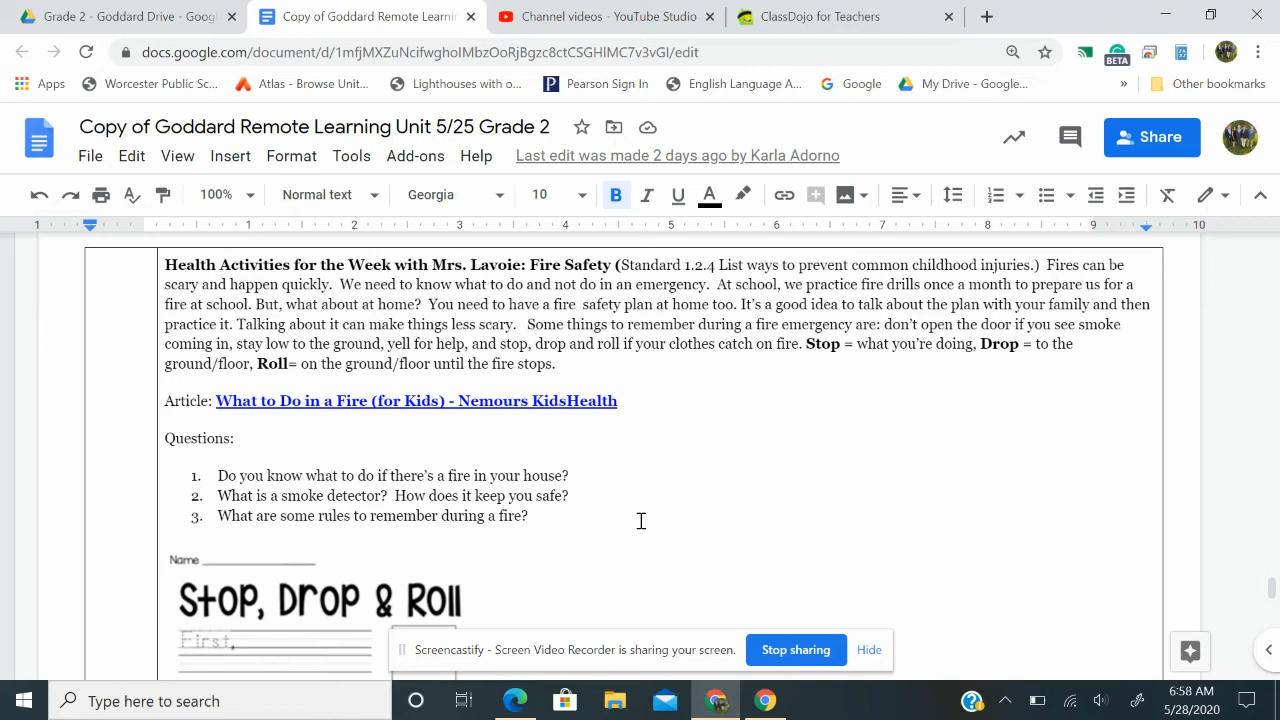 Grade 2 - Goddard Drive - Googl
Copy of Goddard Remote Learnin
Channel videos - YouTube Studio
ClassDojo for Teachers
docs.google.com/document/d/1mfjMXZuNcifwghoIMbzOoRjBgzc8ctCSGHlMC7v3vGI/edit
BETA
Apps
Worcester Public Sc...
Atlas - Browse Unit...
Lighthouses with o...
Pearson Sign In
English Language A...
Google
My Drive - Google...
»
Other bookmarks
Copy of Goddard Remote Learning Unit 5/25 Grade 2
Share
File Edit View Insert Format Tools Add-ons Help Last edit was made 2 days ago by Karla Adorno
100% Normal text Georgia 10 B I U A
1 1 2 3 4 5 6 7 8 9 10
Health Activities for the Week with Mrs. Lavoie: Fire Safety (Standard 1.2.4 List ways to prevent common childhood injuries.)  Fires can be
scary and happen quickly.  We need to know what to do and not do in an emergency.  At school, we practice fire drills once a month to prepare us for a
fire at school. But, what about at home?  You need to have a fire  safety plan at home too. It's a good idea to talk about the plan with your family and then
practice it. Talking about it can make things less scary.   Some things to remember during a fire emergency are: don't open the door if you see smoke
coming in, stay low to the ground, yell for help, and stop, drop and roll if your clothes catch on fire. Stop = what you're doing, Drop = to the
ground/floor, Roll= on the ground/floor until the fire stops.
Article: What to Do in a Fire (for Kids) - Nemours KidsHealth
Questions:
1. Do you know what to do if there's a fire in your house?
2. What is a smoke detector?  How does it keep you safe?
3. What are some rules to remember during a fire?
Name
Stop, Drop & Roll
First,
Screencastify - Screen Video Recorder is sharing your screen.
Stop sharing
Hide
Type here to search
6:58 AM
5/28/2020